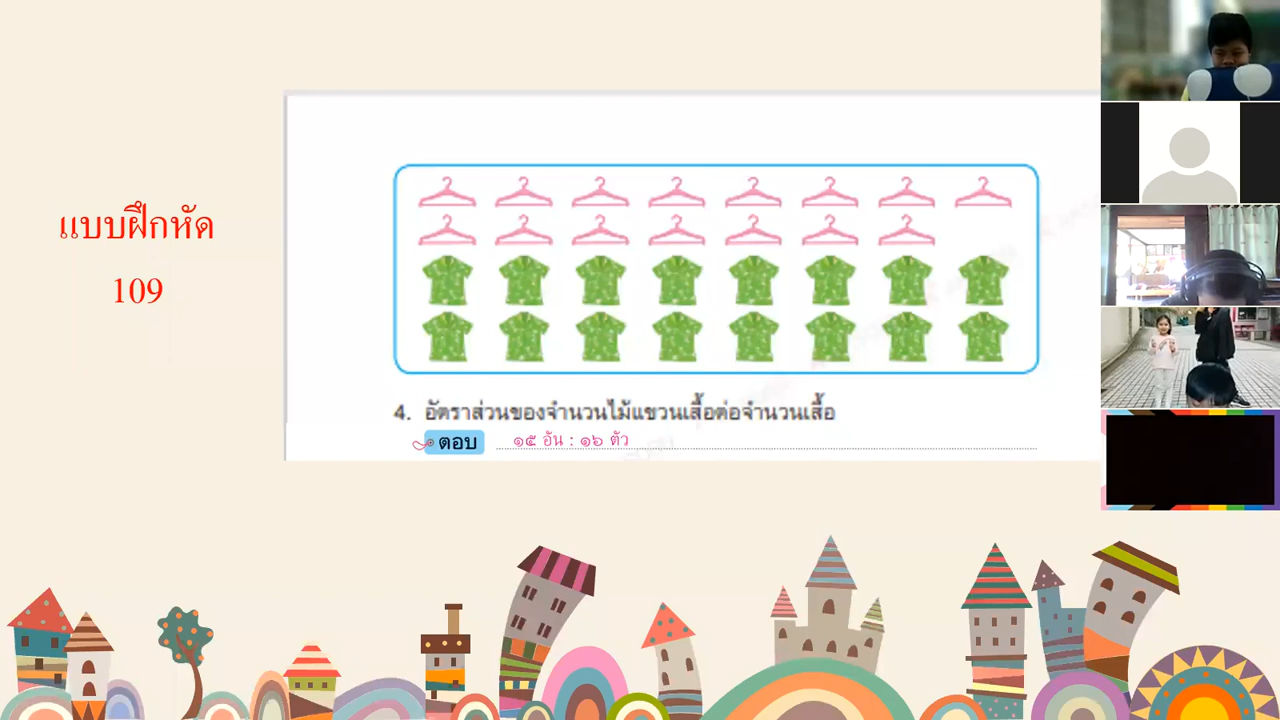 แบบฝึกหัด
109
4. อัตราส่วนของจำนวนไม้แขวนเสื้อต่อจำนวนเสื้อ
ตอบ ๑๕ อัน : ๑๖ ตัว